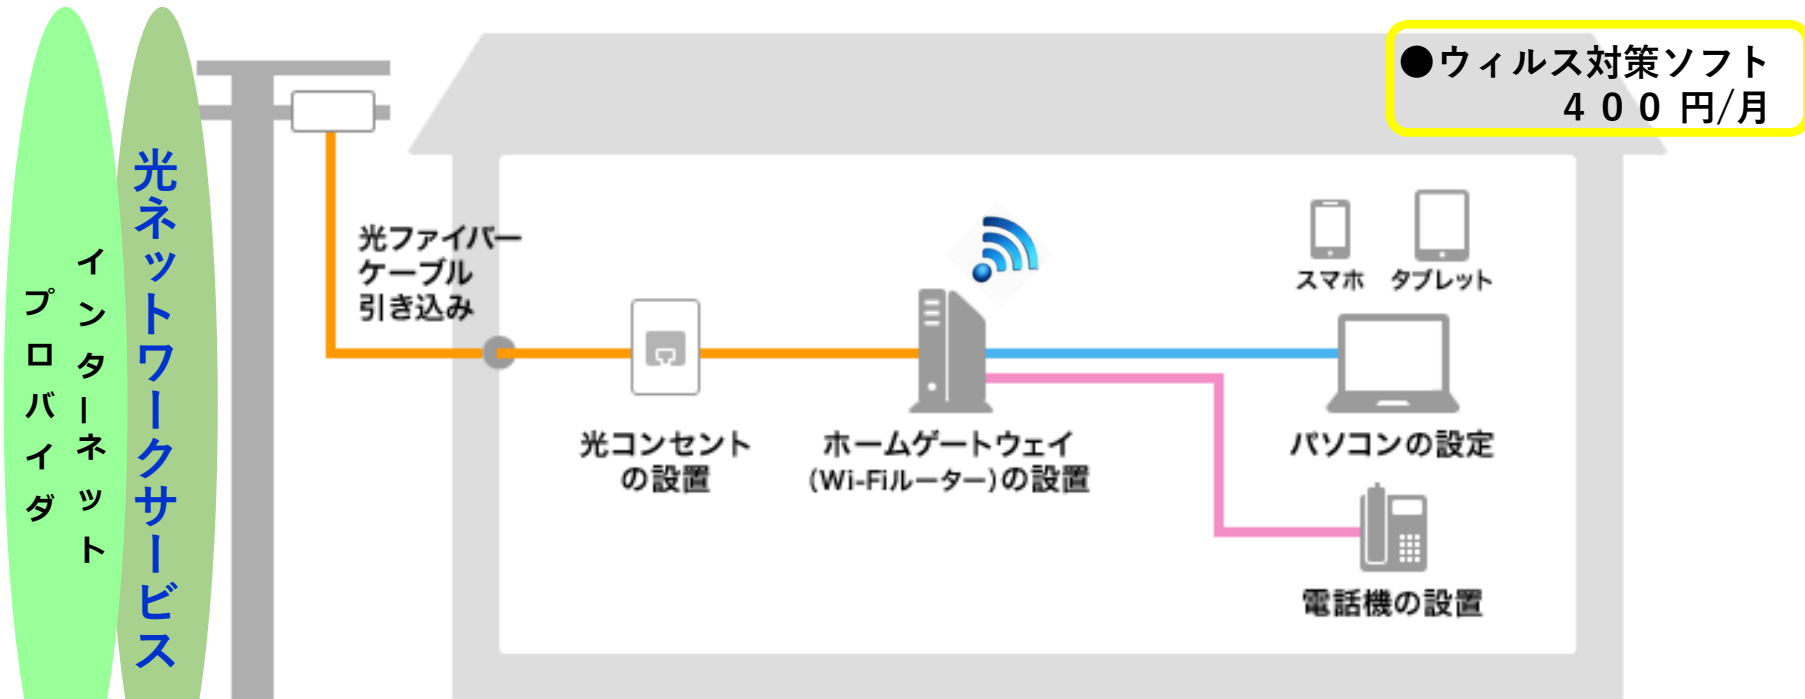 インターネット
プロバイダ
光ネットワークサービス
●ウィルス対策ソフト
４００円/月
光ファイバー
ケーブル
引き込み
スマホ
タブレット
光コンセント
の設置
ホームゲートウェイ
(Wi-Fiルーター)の設置
パソコンの設定
電話機の設置